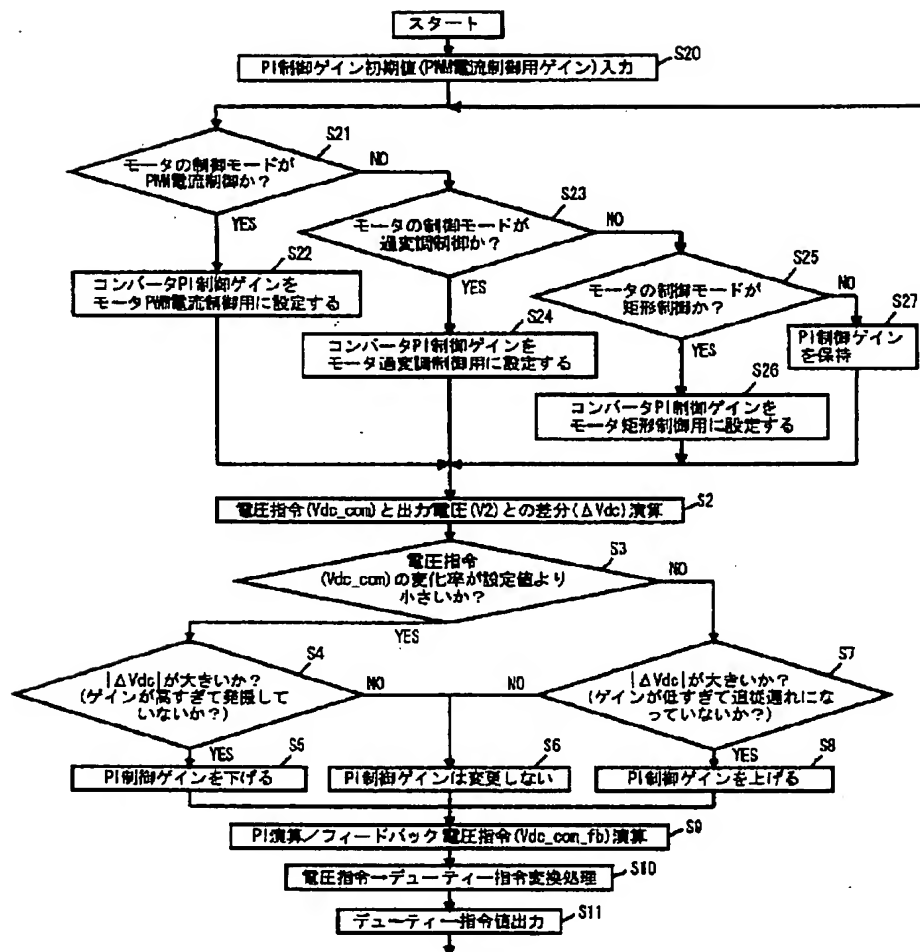 スタート
S20
PI制御ゲイン初期値(PWM電流制御用ゲイン)入力
S21
モータの制御モードが
PWM電流制御か?
NO
YES
S22
コンバータPI制御ゲインを
モータPWM電流制御用に設定する
S23
モータの制御モードが
過変調制御か?
NO
YES
S24
コンバータPI制御ゲインを
モータ過変調制御用に設定する
S25
モータの制御モードが
矩形制御か?
NO
YES
S26
コンバータPI制御ゲインを
モータ矩形制御用に設定する
S27
PI制御ゲイン
を保持
電圧指令(Vdc_com)と出力電圧(V2)との差分(ΔVdc)演算
S2
電圧指令
(Vdc_com)の変化率が設定値より
小さいか?
S3
NO
YES
S4
|ΔVdc|が大きいか?
(ゲインが高すぎて発振して
いないか?)
NO
YES
S7
|ΔVdc|が大きいか?
(ゲインが低すぎて追従遅れにな
っていないか?)
NO
YES
S5
PI制御ゲインを下げる
S6
PI制御ゲインは変更しない
S8
PI制御ゲインを上げる
PI演算/フィードバック電圧指令(Vdc_com_fb)演算
S9
電圧指令→デューティー指令変換処理
S10
デューティー指令値出力
S11